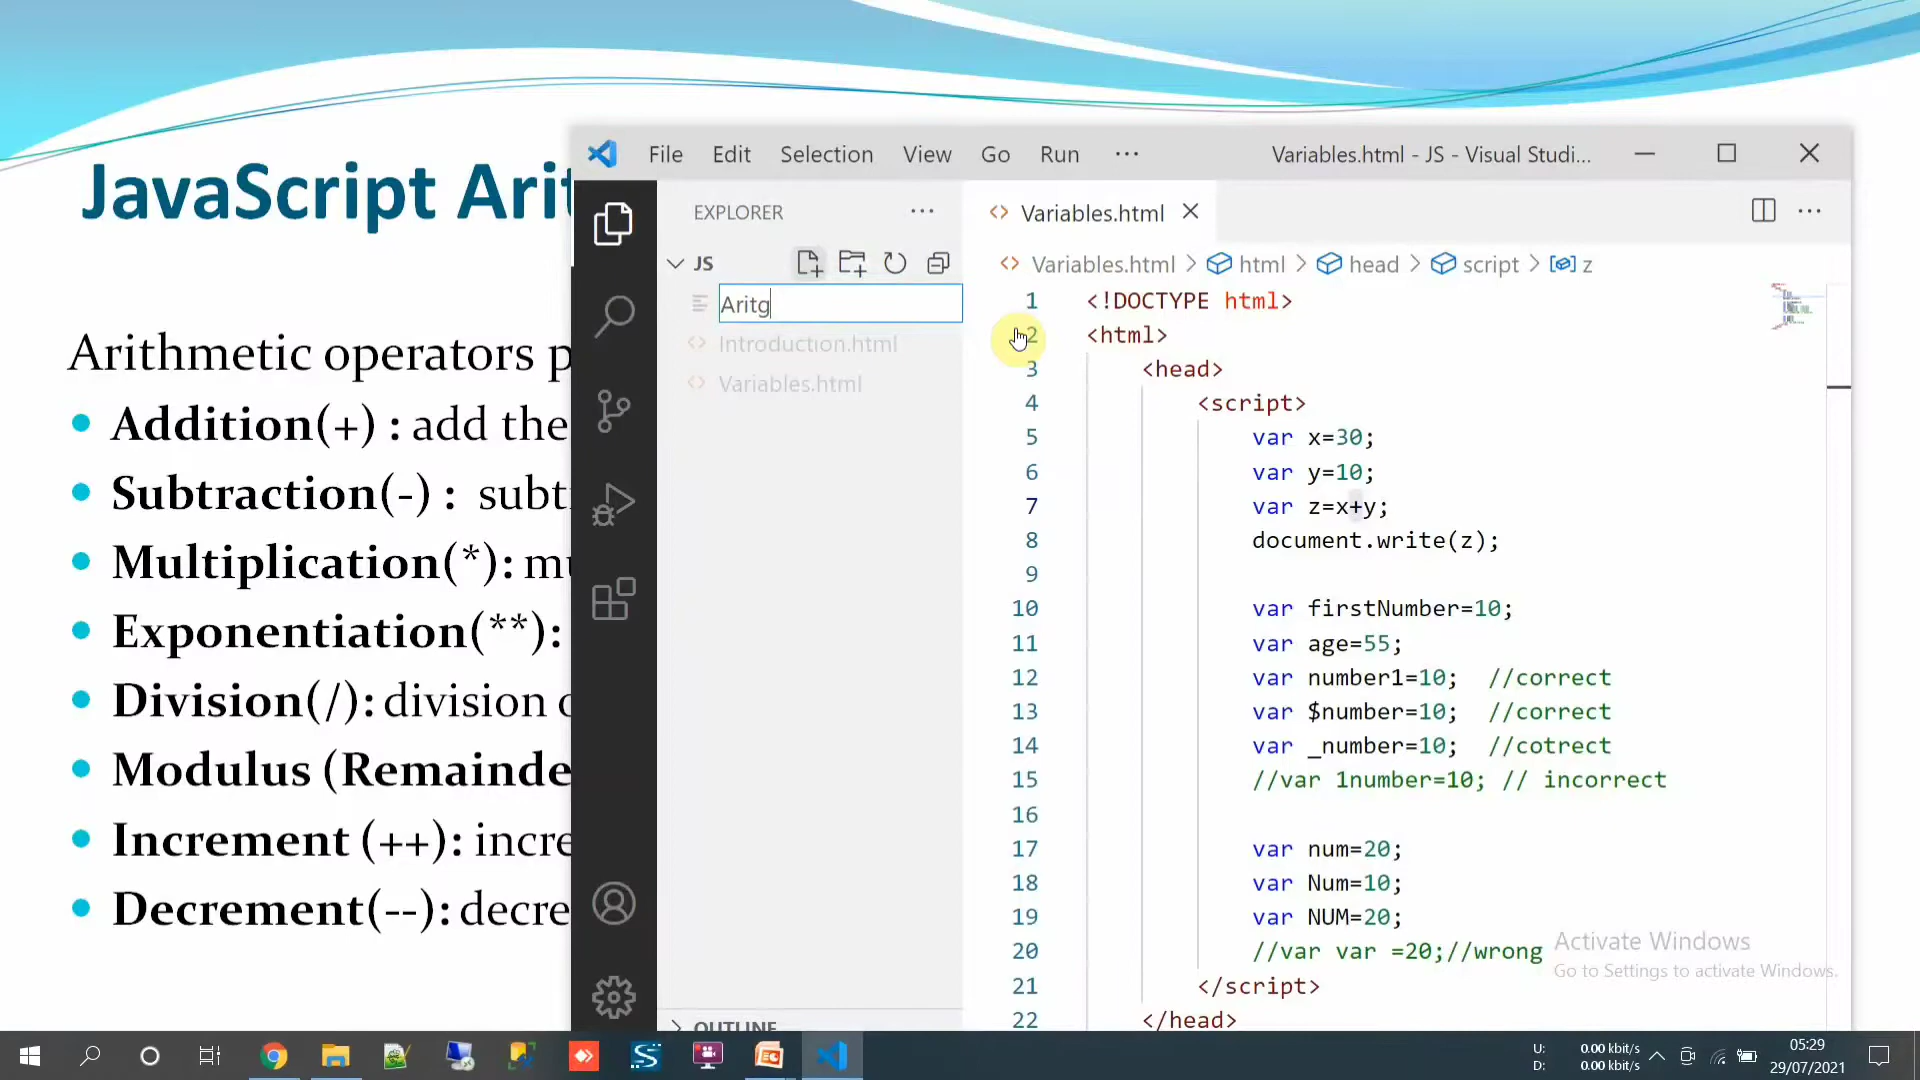 JavaScript Arit
Arithmetic operators p
Addition(+) : add the
Subtraction(-) : subt
Multiplication(*): mu
Exponentiation(**):
Division(/): division o
Modulus (Remainde
Increment (++): incre
Decrement(--): decre
File Edit Selection View Go Run ···
Variables.html - JS - Visual Studi...
EXPLORER
JS
Aritg
Introduction.html
Variables.html
OUTLINE
Variables.html
Variables.html > html > head > script > z
1 <!DOCTYPE html>
2 <html>
3 <head>
4 <script>
5 var x=30;
6 var y=10;
7 var z=x+y;
8 document.write(z);
9
10 var firstNumber=10;
11 var age=55;
12 var number1=10; //correct
13 var $number=10; //correct
14 var _number=10; //cotrect
15 //var 1number=10; // incorrect
16
17 var num=20;
18 var Num=10;
19 var NUM=20;
20 //var var =20;//wrong
21 </script>
22 </head>
Activate Windows
Go to Settings to activate Windows.
U: 0.00 kbit/s
D: 0.00 kbit/s
05:29
29/07/2021